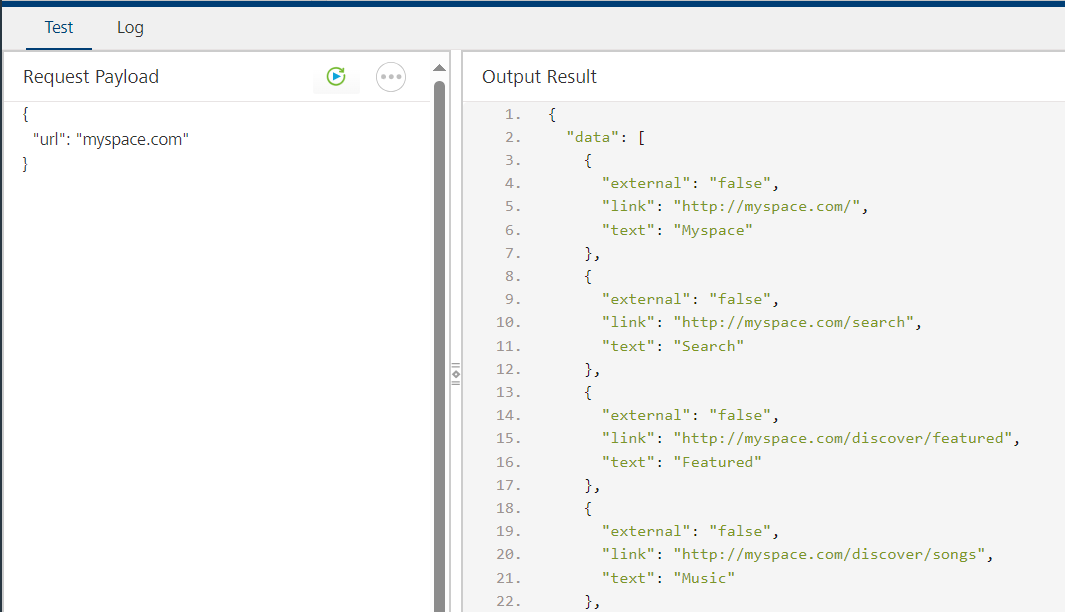 Test Log
Request Payload
{
"url": "myspace.com"
}
Output Result
1. {
2. "data": [
3. {
4. "external": "false",
5. "link": "http://myspace.com/",
6. "text": "Myspace"
7. },
8. {
9. "external": "false",
10. "link": "http://myspace.com/search",
11. "text": "Search"
12. },
13. {
14. "external": "false",
15. "link": "http://myspace.com/discover/featured",
16. "text": "Featured"
17. },
18. {
19. "external": "false",
20. "link": "http://myspace.com/discover/songs",
21. "text": "Music"
22. },